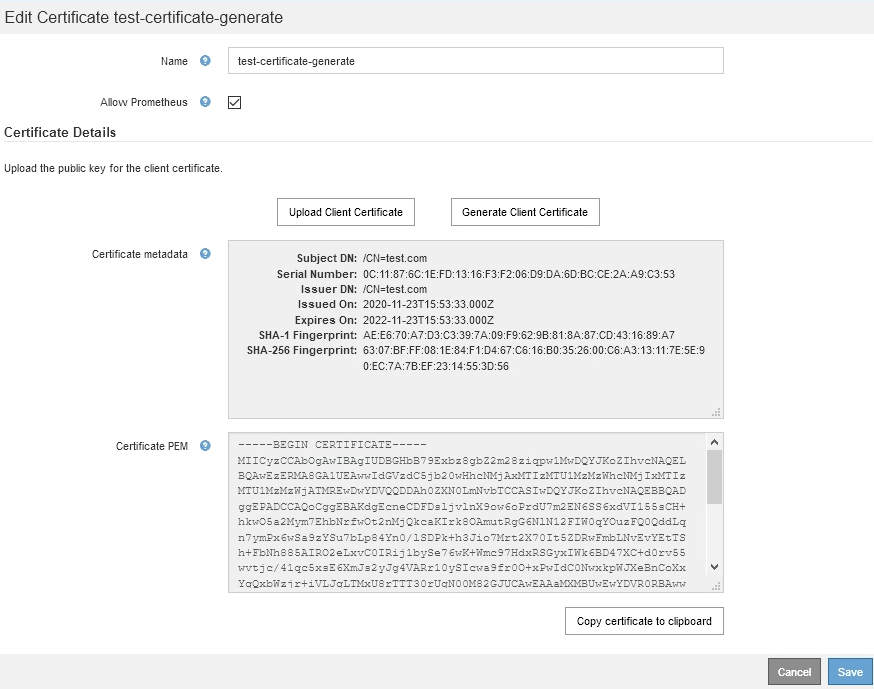 Edit Certificate test-certificate-generate
Name
test-certificate-generate
Allow Prometheus
Certificate Details
Upload the public key for the client certificate.
Upload Client Certificate
Generate Client Certificate
Certificate metadata
Subject DN: /CN=test.com
Serial Number: 0C:11:87:6C:1E:FD:13:16:F3:F2:06:D9:DA:6D:BC:CE:2A:A9:C3:53
Issuer DN: /CN=test.com
Issued On: 2020-11-23T15:53:33.000Z
Expires On: 2022-11-23T15:53:33.000Z
SHA-1 Fingerprint: AE:E6:70:A7:D3:C3:39:7A:09:F9:62:9B:81:8A:87:CD:43:16:89:A7
SHA-256 Fingerprint: 63:07:BF:FF:08:1E:84:F1:D4:67:C6:16:B0:35:26:00:C6:A3:13:11:7E:5E:9
0:EC:7A:7B:EF:23:14:55:3D:56
Certificate PEM
-----BEGIN CERTIFICATE-----
MIICyzCCAbOgAwIBAgIUDBGHbB79Exbz8gbZ2m28ziqpw1MwDQYJKoZIhvcNAQEL
BQAwEzERMA8GA1UEAwwIdGVzdC5jb20wHhcNMjAxMTIzMTU1MzMzWhcNMjIxMTIz
MTU1MzMzWjATMREwDwYDVQQDDAh0ZXN0LmNvbTCCASIwDQYJKoZIhvcNAQEBBQAD
ggEPADCCAQoCggEBAKdgEcneCDFDsljvlnX9ow6oPrdU7m2EN6SS6xdVI155sCH+
hkwO5a2Mym7EhbNrfwOt2nMjQkcaKIrk8OAmutRgG6NlN12FIW0qYOuzFQ0QddLq
n7ymPx6wSa9zYSu7bLp84Yn0/lSDPk+h3Jio7Mrt2X70It5ZDRwFmbLNvEvYEtTS
h+FbNh885AIRO2eLxvC0IRij1bySe76wK+Wmc97HdxRSGyxIWk6BD47XC+d0rv55
wvtjc/41qc5xsE6XmJs2yJg4VARr10ySIcwa9fr0O+xPwIdC0NwxkpWJXeBnCoXx
YqQxbWzjr+iVLJqLTMxU8rTTT30rUqN00M82GJUCAwEAAaMXMBUwEwYDVR0RBAww
Copy certificate to clipboard
Cancel
Save